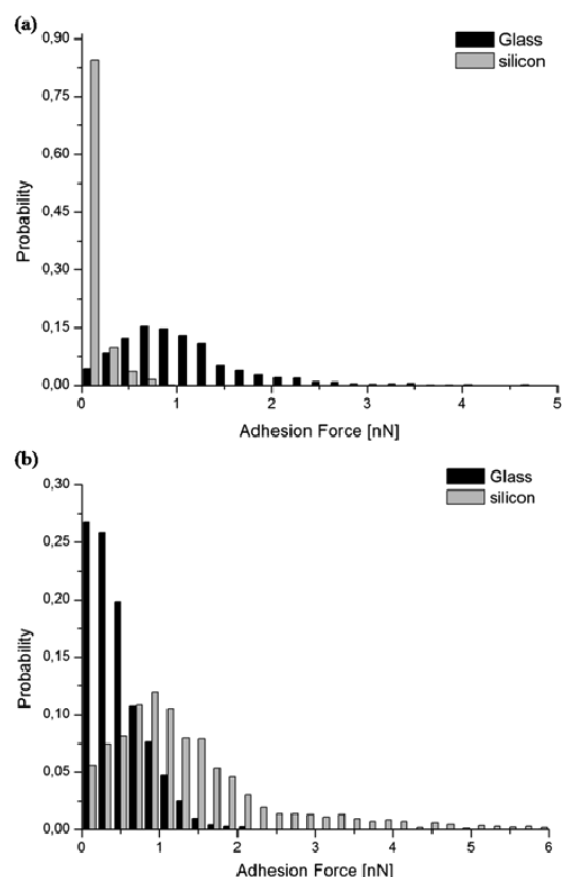 (a)
Glass
silicon
0,90
0,75
0,60
0,45
0,30
0,15
0,00
Probability
0 1 2 3 4 5
Adhesion Force [nN]
(b)
Glass
silicon
0,30
0,25
0,20
0,15
0,10
0,05
0,00
Probability
0 1 2 3 4 5 6
Adhesion Force [nN]